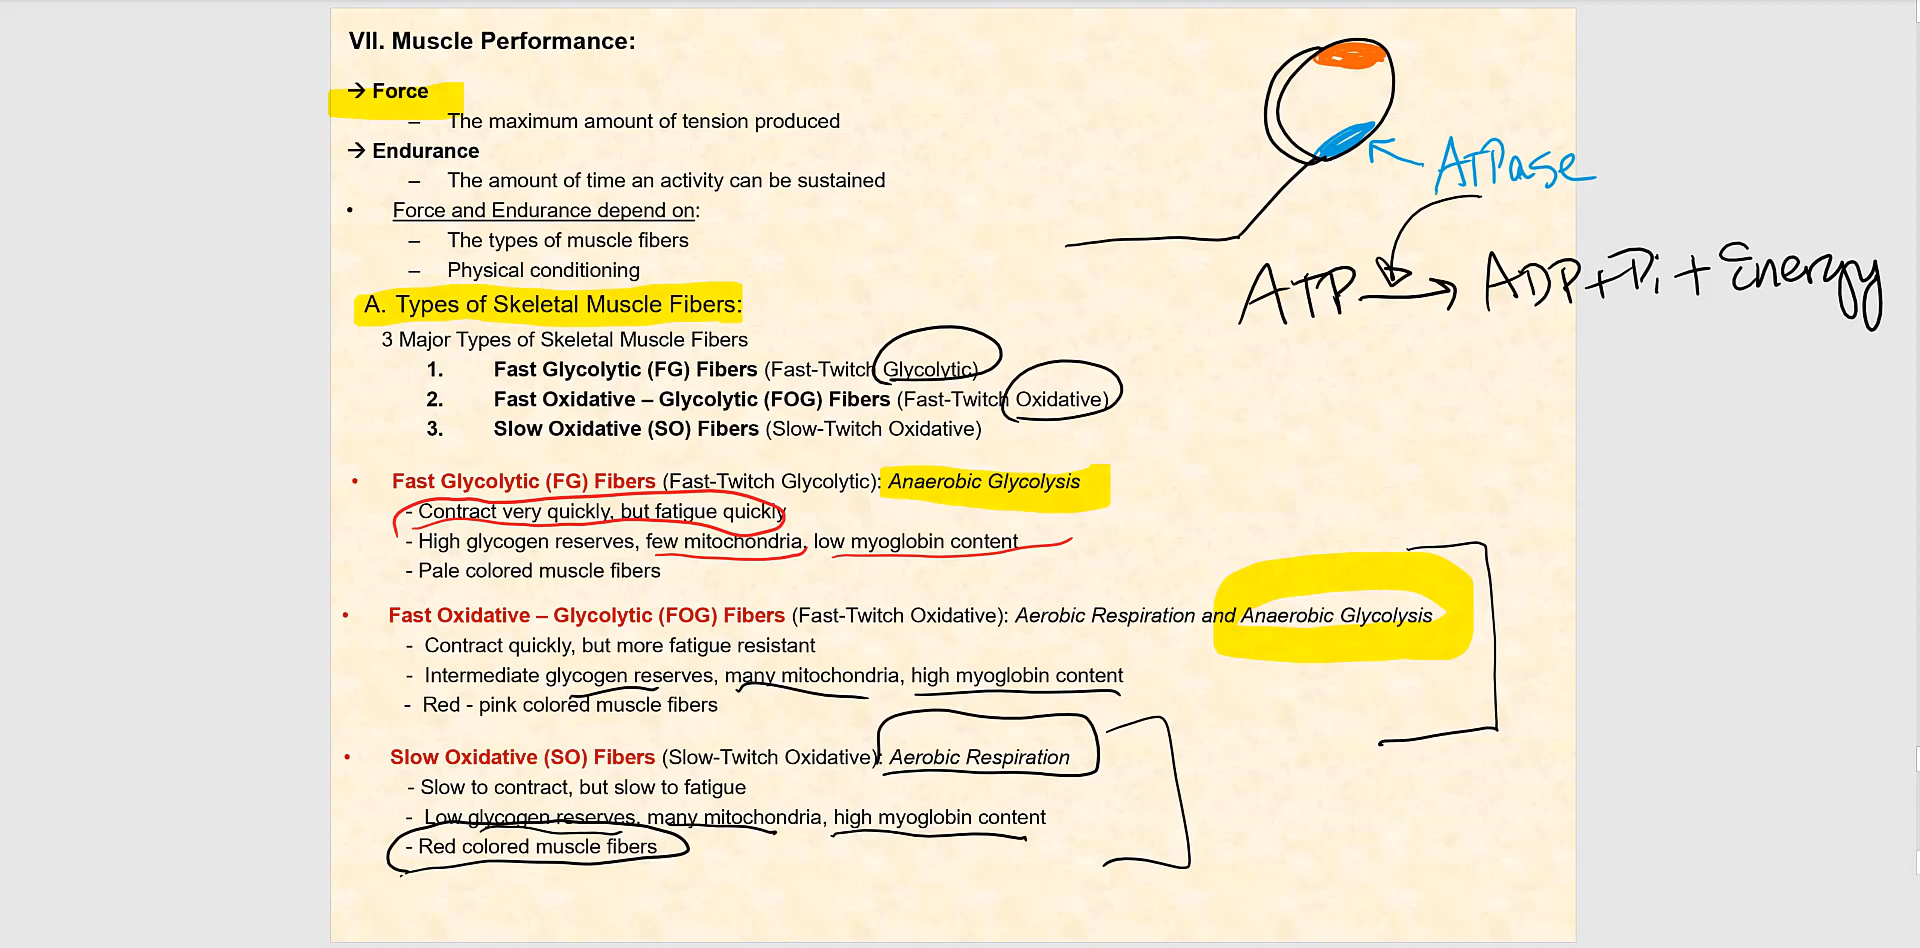 VII. Muscle Performance:
→ Force
– The maximum amount of tension produced
→ Endurance
– The amount of time an activity can be sustained
• Force and Endurance depend on:
– The types of muscle fibers
– Physical conditioning
A. Types of Skeletal Muscle Fibers:
3 Major Types of Skeletal Muscle Fibers
1. Fast Glycolytic (FG) Fibers (Fast-Twitch Glycolytic)
2. Fast Oxidative – Glycolytic (FOG) Fibers (Fast-Twitch Oxidative)
3. Slow Oxidative (SO) Fibers (Slow-Twitch Oxidative)
• Fast Glycolytic (FG) Fibers (Fast-Twitch Glycolytic): Anaerobic Glycolysis
- Contract very quickly, but fatigue quickly
- High glycogen reserves, few mitochondria, low myoglobin content
- Pale colored muscle fibers
• Fast Oxidative – Glycolytic (FOG) Fibers (Fast-Twitch Oxidative): Aerobic Respiration and Anaerobic Glycolysis
- Contract quickly, but more fatigue resistant
- Intermediate glycogen reserves, many mitochondria, high myoglobin content
- Red - pink colored muscle fibers
• Slow Oxidative (SO) Fibers (Slow-Twitch Oxidative): Aerobic Respiration
- Slow to contract, but slow to fatigue
- Low glycogen reserves, many mitochondria, high myoglobin content
- Red colored muscle fibers
ATPase
ATP → ADP + Pi + Energy